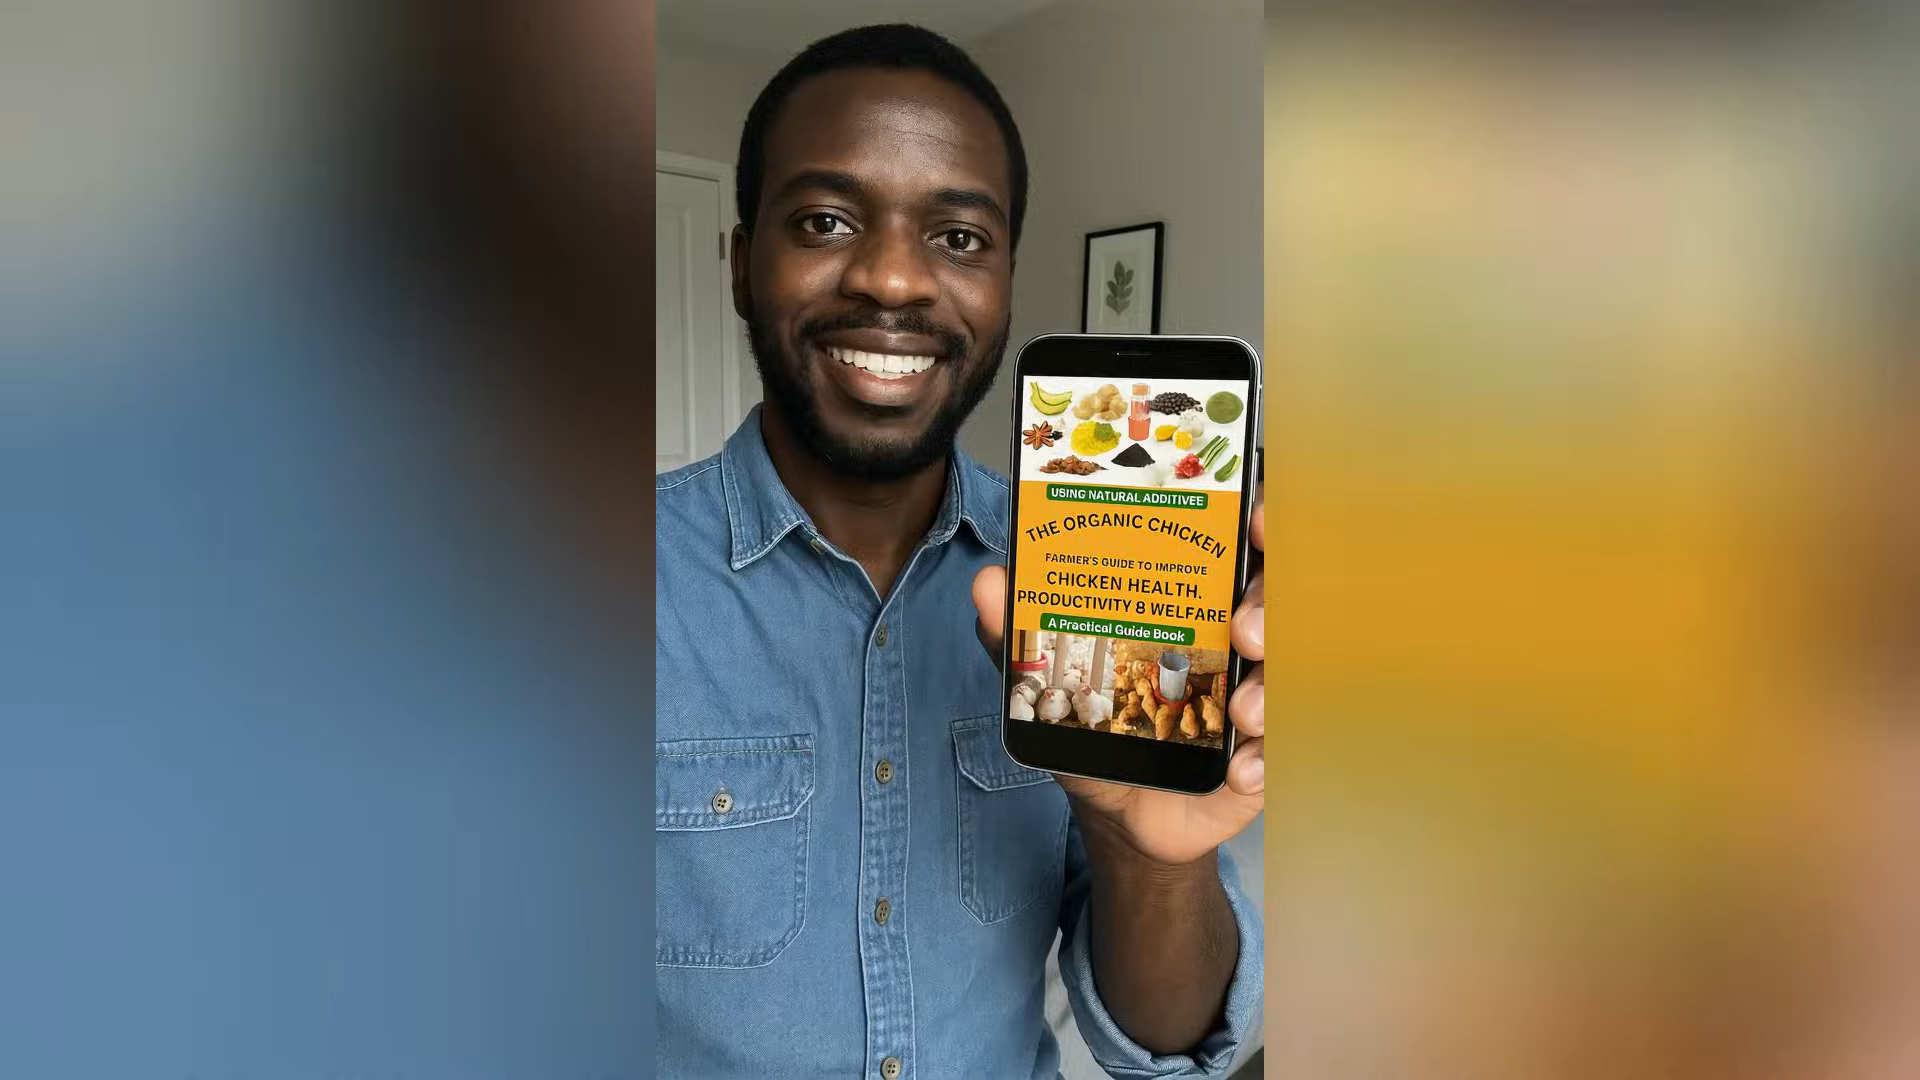 USING NATURAL ADDITIVEE
THE ORGANIC CHICKEN
FARMER'S GUIDE TO IMPROVE
CHICKEN HEALTH.
PRODUCTIVITY 8 WELFARE
A Practical Guide Book